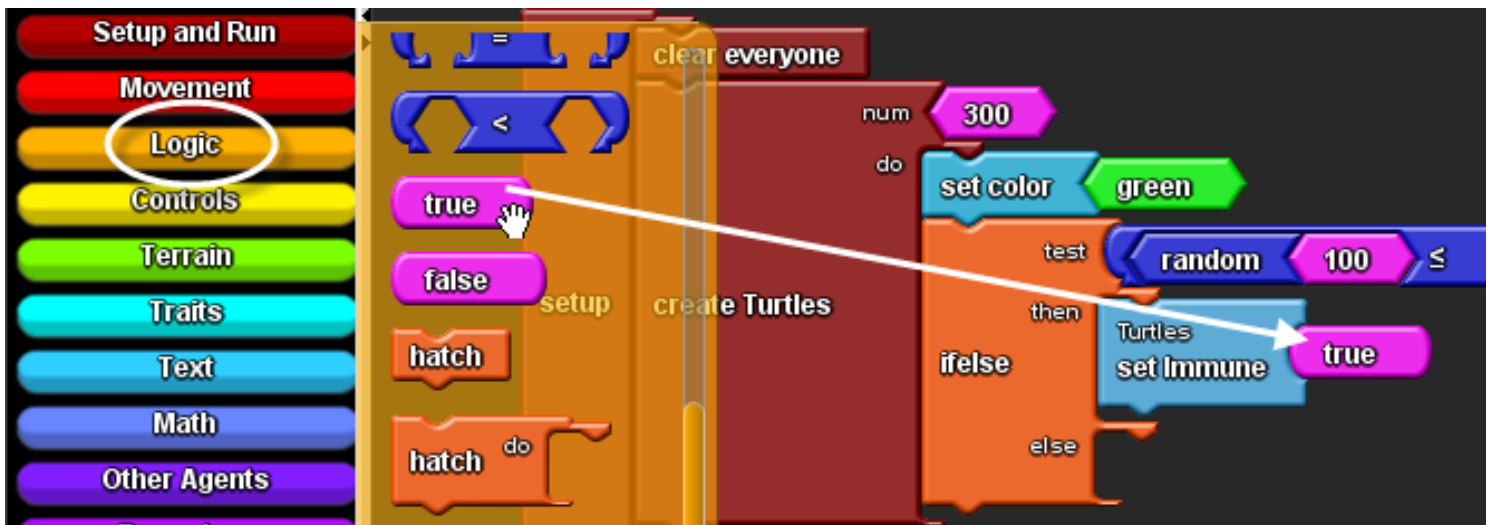 Setup and Run
Movement
Logic
Controls
Terrain
Traits
Text
Math
Other Agents
=
<
true
false
hatch
hatch do
setup
clear everyone
create Turtles
num 300
do
set color green
ifelse
test random 100 ≤
then Turtles
set Immune true
else